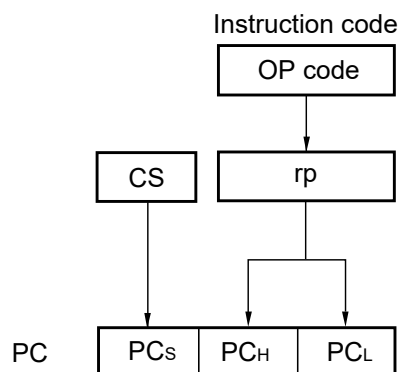 Instruction code
OP code
CS rp
PC PCS PCH PCL